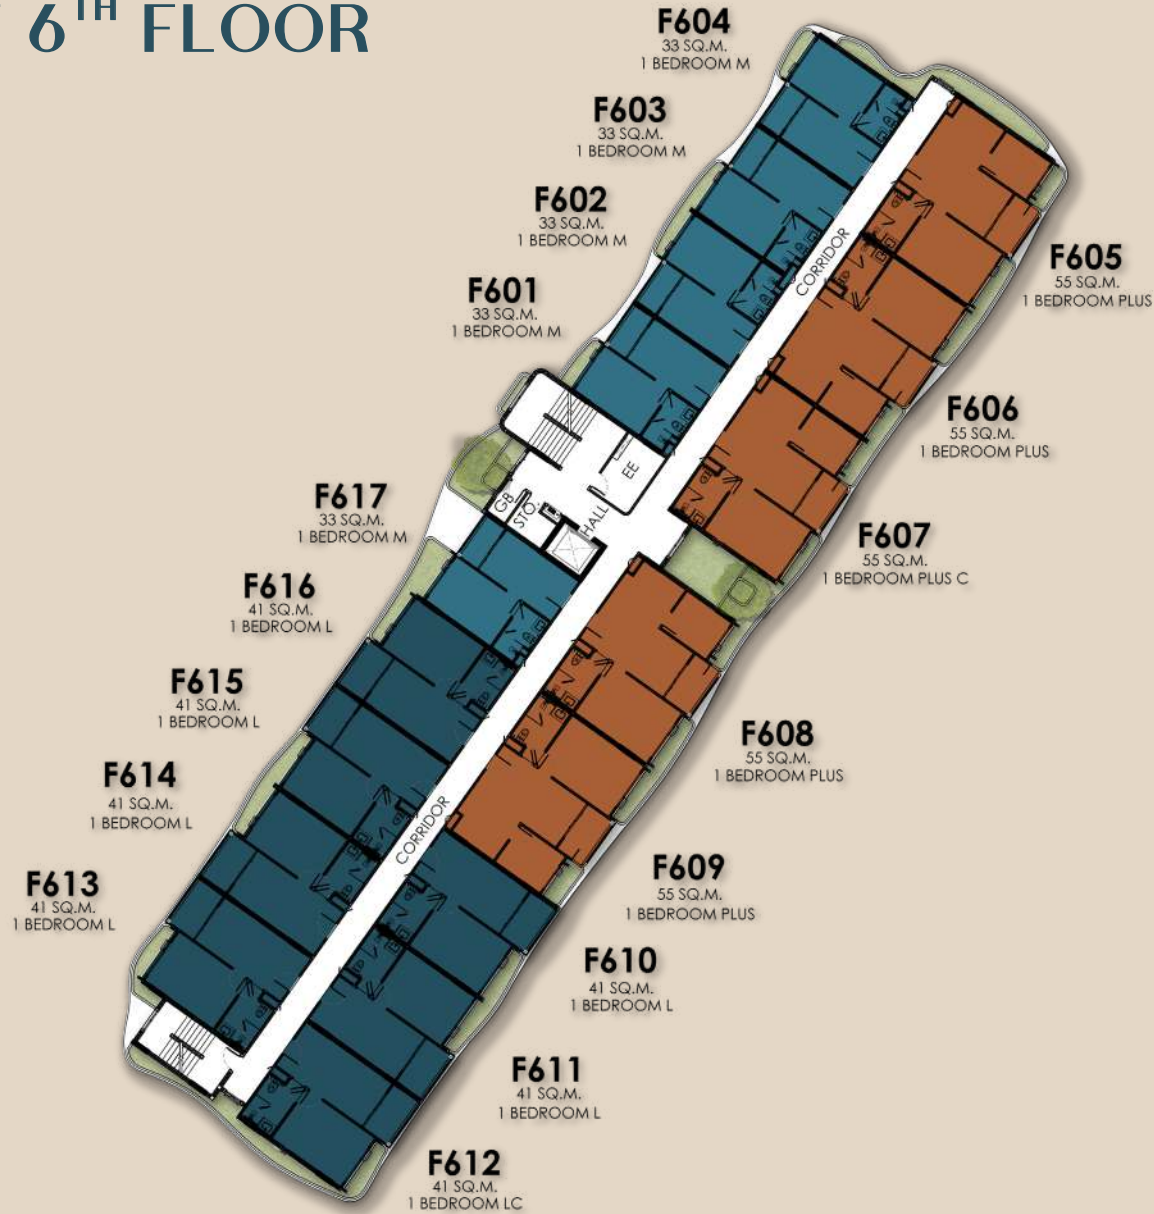 6TH FLOOR
F604
33 SQ.M.
1 BEDROOM M
F603
33 SQ.M.
1 BEDROOM M
F602
33 SQ.M.
1 BEDROOM M
F601
33 SQ.M.
1 BEDROOM M
F605
55 SQ.M.
1 BEDROOM PLUS
F606
55 SQ.M.
1 BEDROOM PLUS
F607
55 SQ.M.
1 BEDROOM PLUS C
F608
55 SQ.M.
1 BEDROOM PLUS
F609
55 SQ.M.
1 BEDROOM PLUS
F610
41 SQ.M.
1 BEDROOM L
F611
41 SQ.M.
1 BEDROOM L
F612
41 SQ.M.
1 BEDROOM LC
F617
33 SQ.M.
1 BEDROOM M
F616
41 SQ.M.
1 BEDROOM L
F615
41 SQ.M.
1 BEDROOM L
F614
41 SQ.M.
1 BEDROOM L
F613
41 SQ.M.
1 BEDROOM L
CORRIDOR
EE
GB
STO.
HALL
CORRIDOR